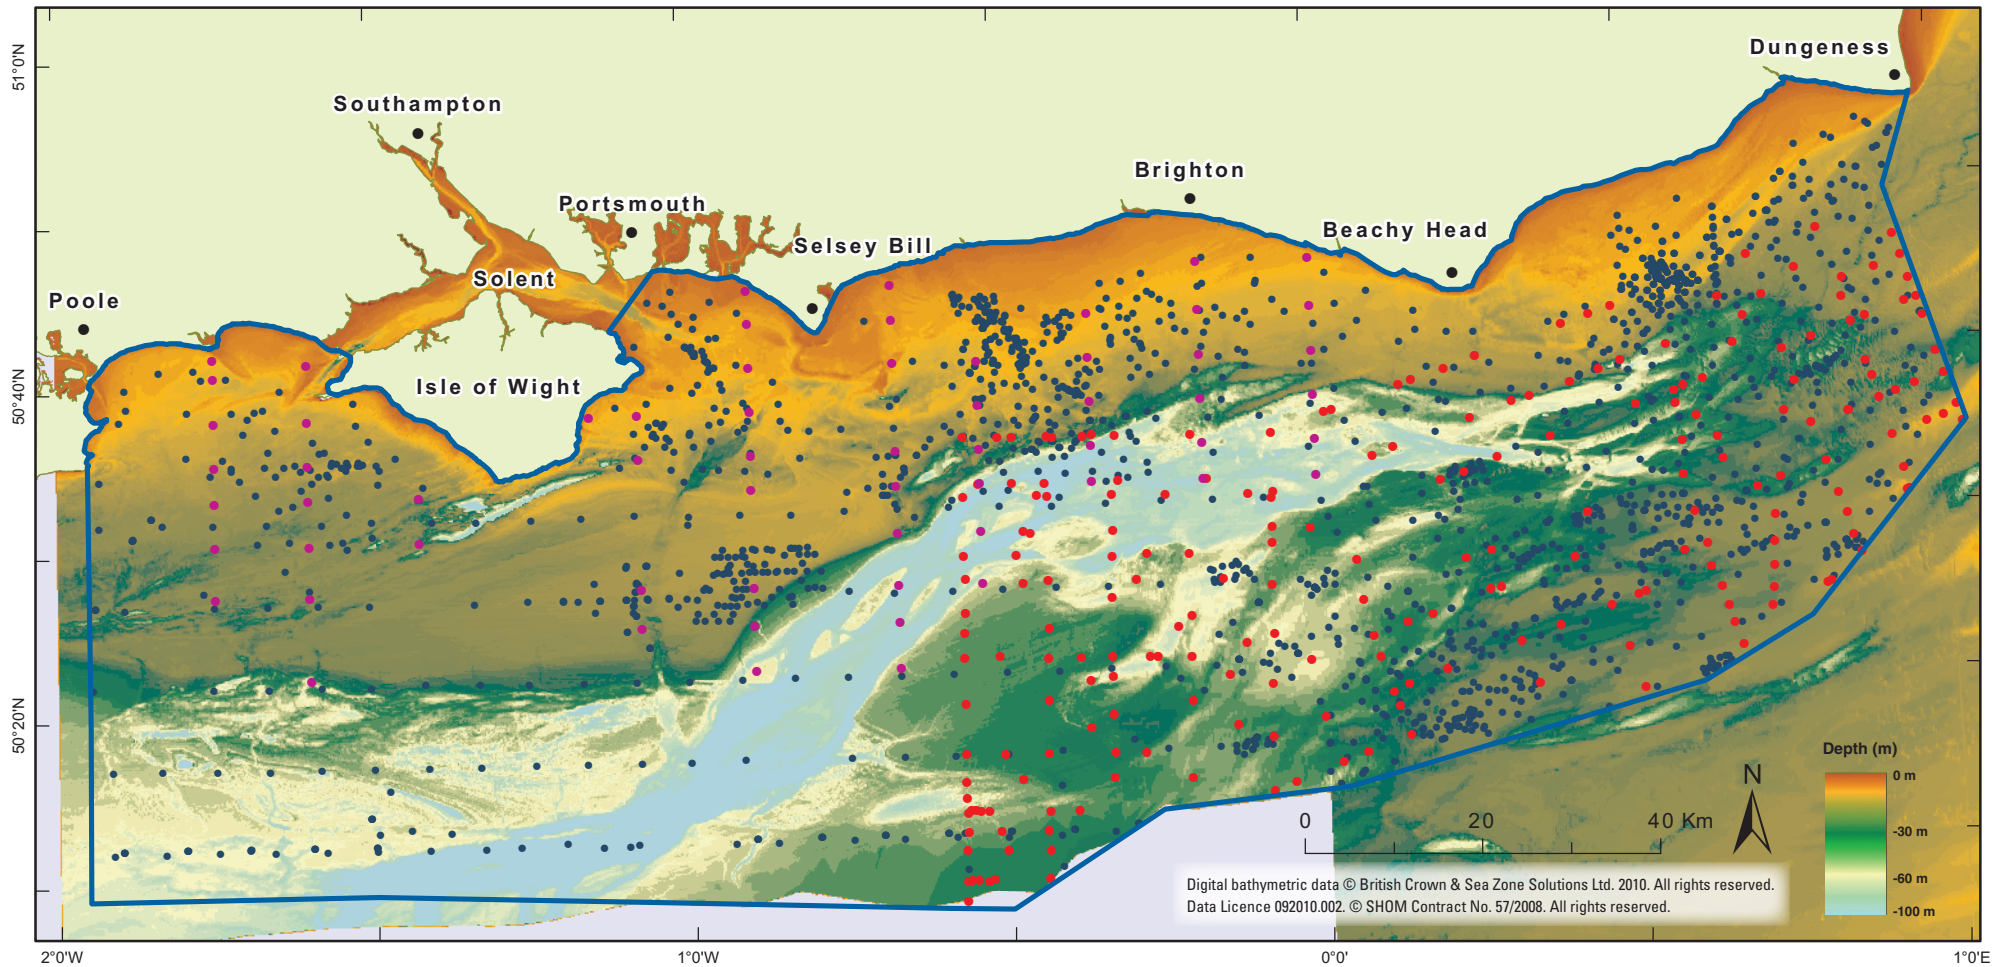 Dungeness
51°0'N
Southampton
Brighton
Portsmouth
Beachy Head
Selsey Bill
Solent
Poole
Isle of Wight
50°40'N
50°20'N
Depth (m)
N
0 m
0 20 40 Km
-30 m
-60 m
-100 m
Digital bathymetric data © British Crown & Sea Zone Solutions Ltd. 2010. All rights reserved.
Data Licence 092010.002. © SHOM Contract No. 57/2008. All rights reserved.
2°0'W 1°0'W 0°0' 1°0'E